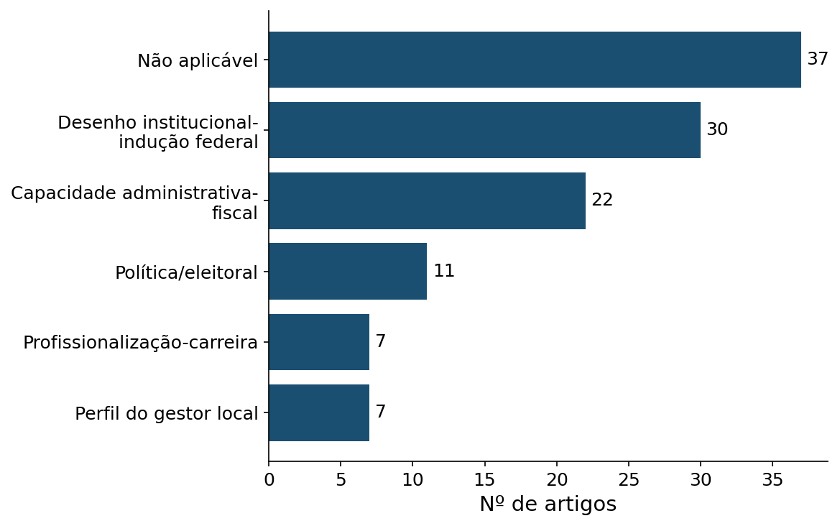 Não aplicável
37
Desenho institucional-
indução federal
30
Capacidade administrativa-
fiscal
22
Política/eleitoral
11
Profissionalização-carreira
7
Perfil do gestor local
7
0 5 10 15 20 25 30 35
Nº de artigos